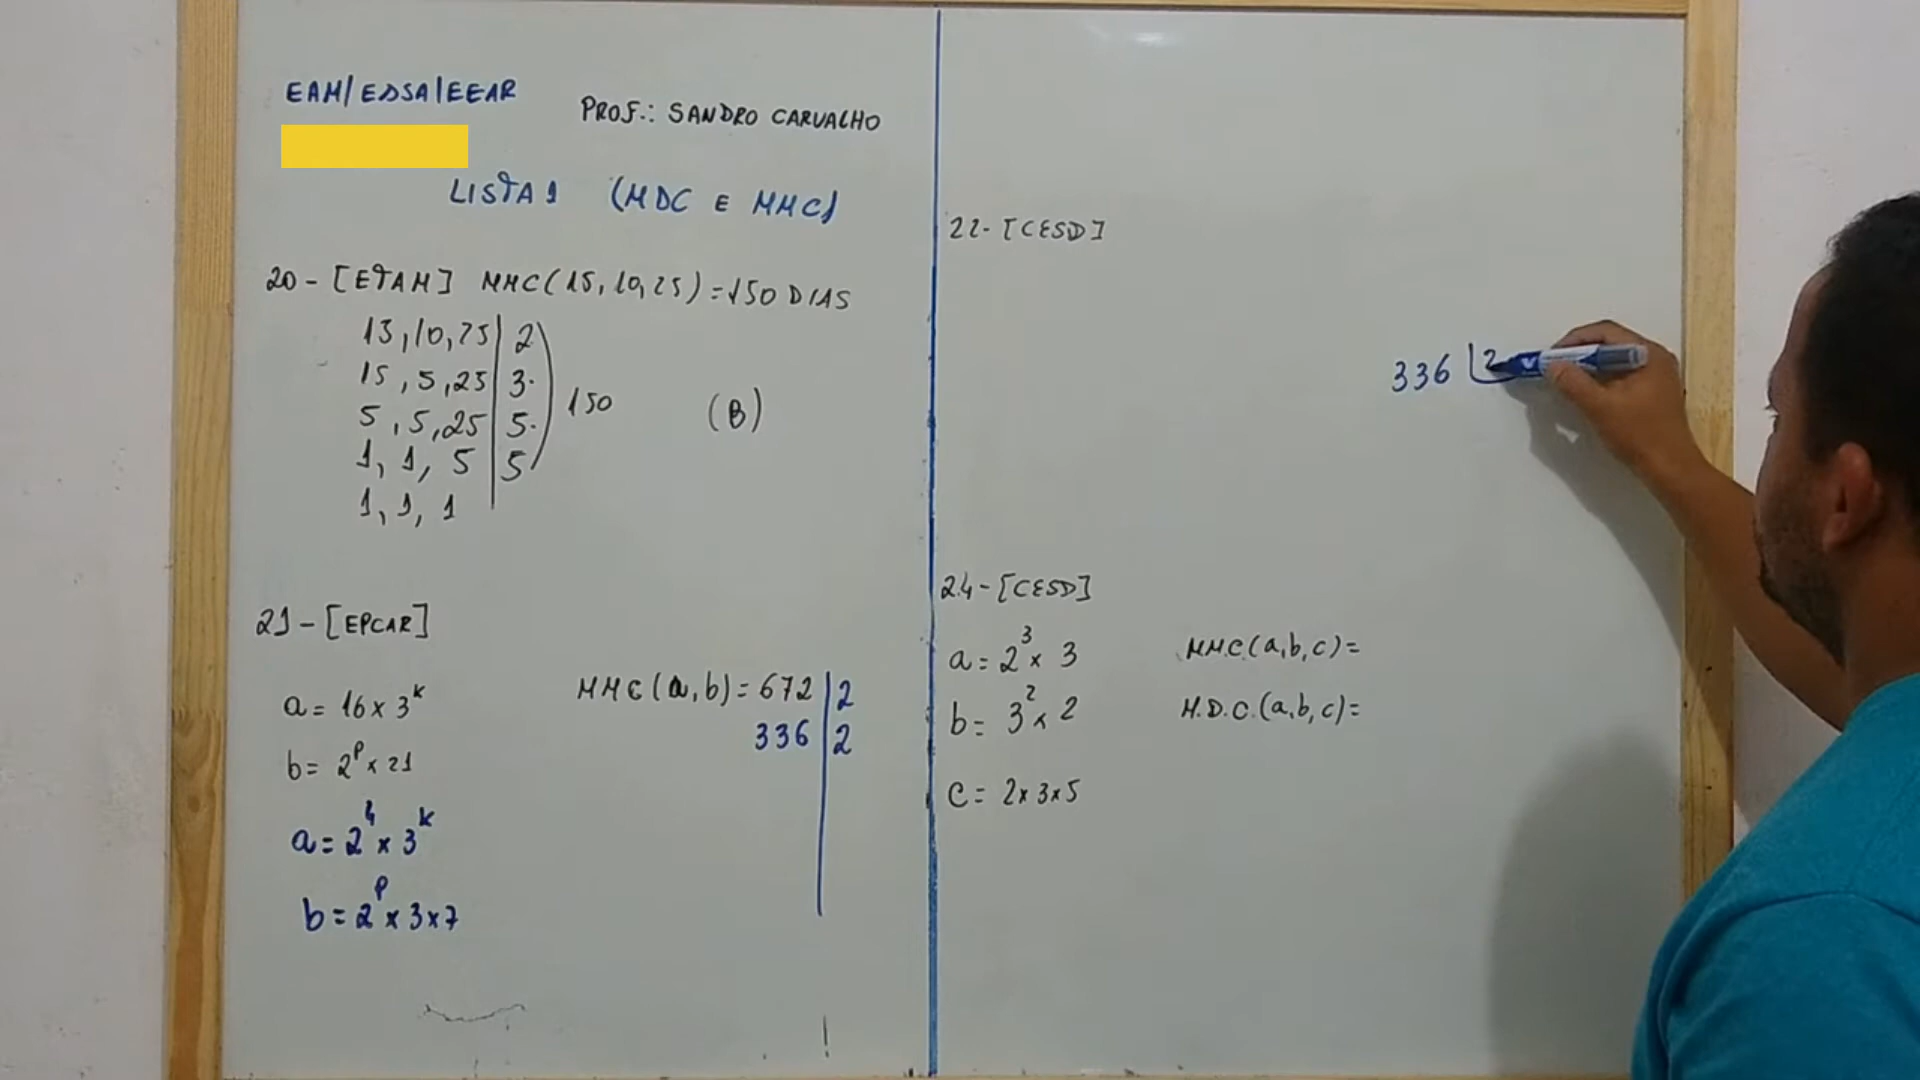 EAM/EDSA/EEAR
PROF.: SANDRO CARVALHO
LISTA 1 (MDC E MMC)
20 - [ETAM] MMC(15, 10, 25) = 150 DIAS
15, 10, 25 | 2
15, 5, 25 | 3
5, 5, 25 | 5
1, 1, 5 | 5
1, 1, 1
150
(B)
21 - [EPCAR]
a = 16 x 3^k
b = 2^p x 21
a = 2^4 x 3^k
b = 2^p x 3 x 7
MMC(a, b) = 672 | 2
336 | 2
22 - [CESD]
336 | 2
24 - [CESD]
a = 2^3 x 3
b = 3^2 x 2
c = 2 x 3 x 5
M.M.C.(a, b, c) =
M.D.C.(a, b, c) =